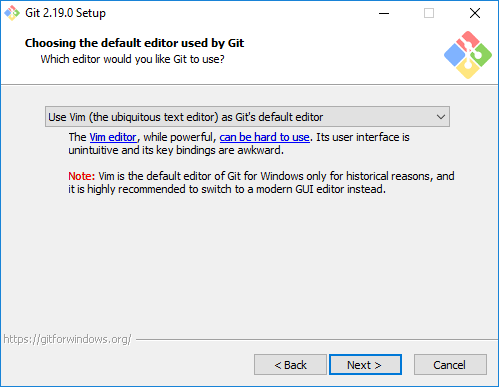 Git 2.19.0 Setup
Choosing the default editor used by Git
Which editor would you like Git to use?
Use Vim (the ubiquitous text editor) as Git's default editor
The Vim editor, while powerful, can be hard to use. Its user interface is
unintuitive and its key bindings are awkward.
Note: Vim is the default editor of Git for Windows only for historical reasons, and
it is highly recommended to switch to a modern GUI editor instead.
https://gitforwindows.org/
< Back Next > Cancel